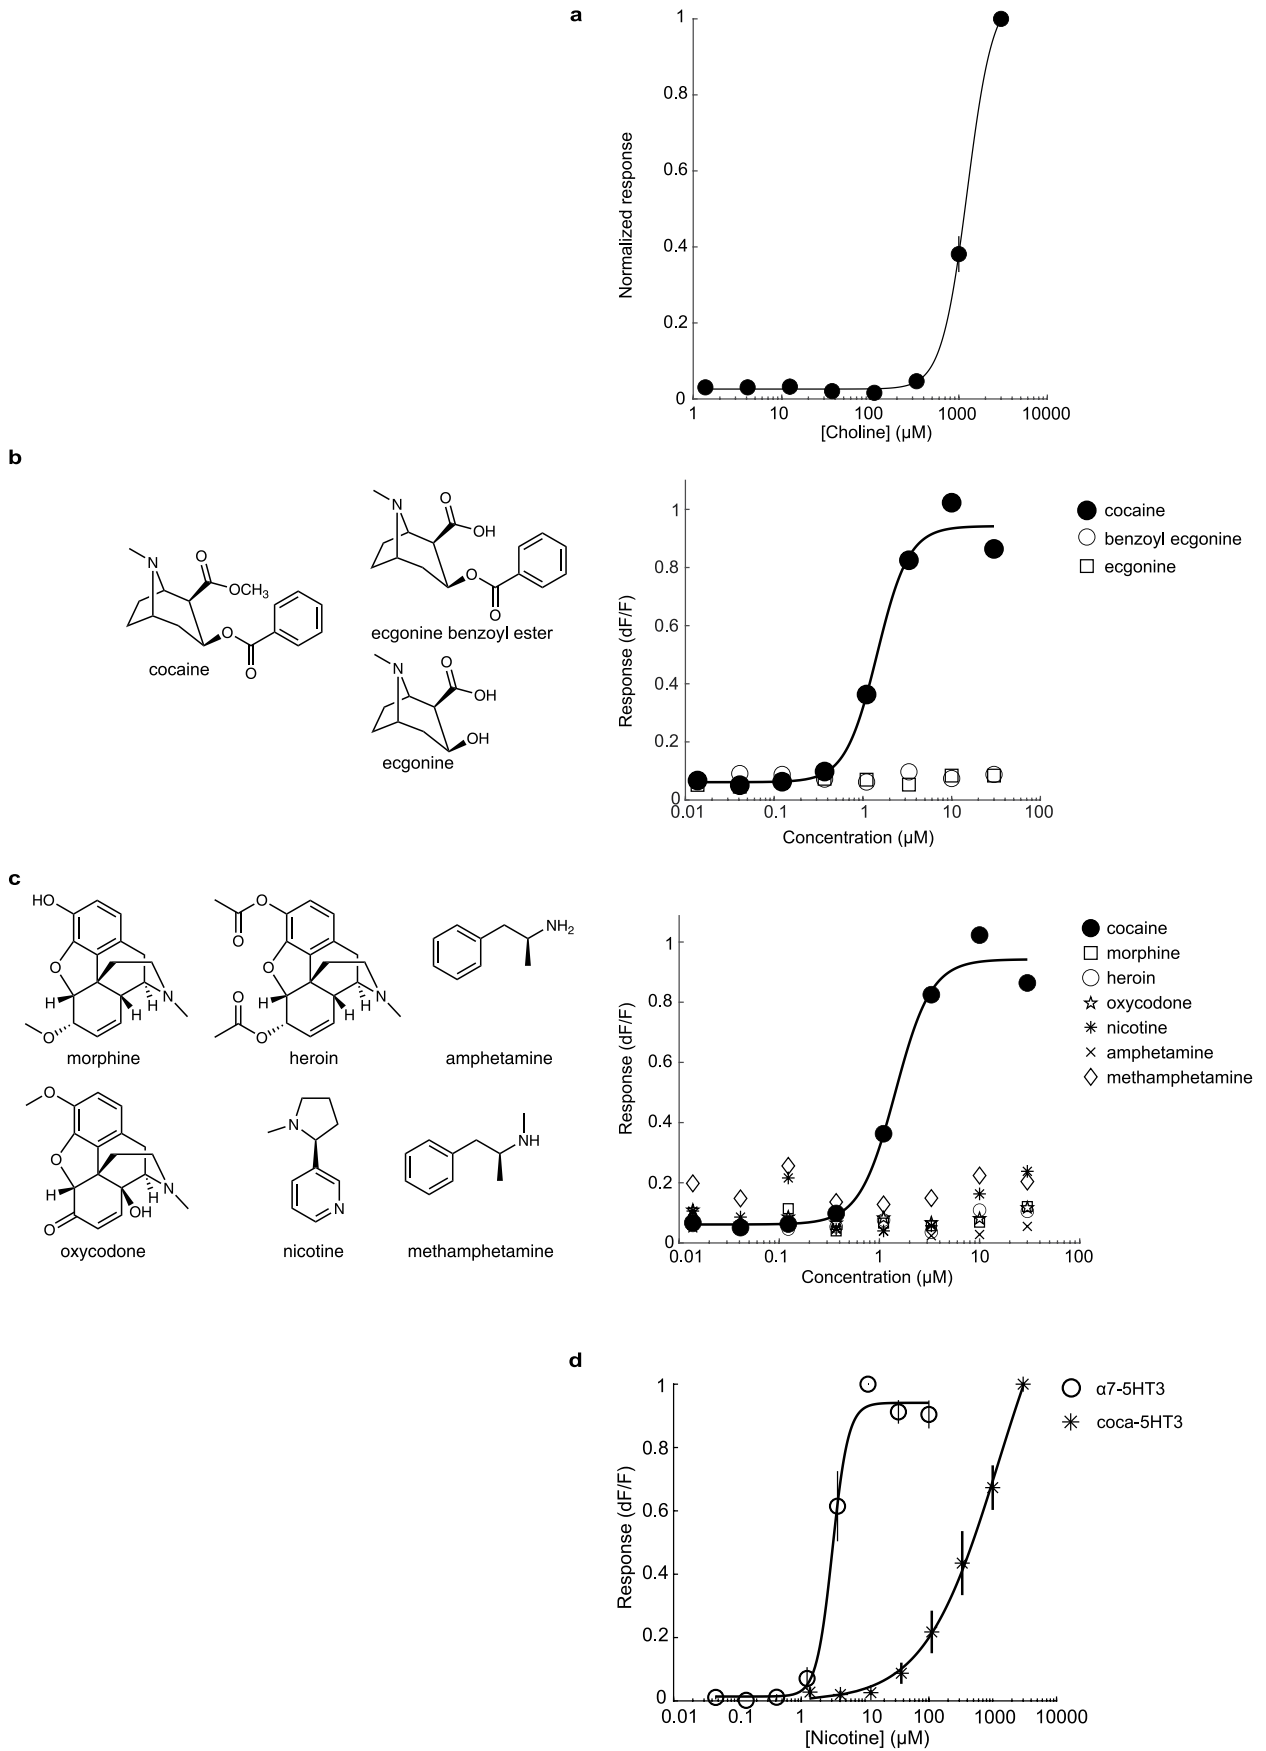 a
1
0.8
0.6
0.4
0.2
0
Normalized response
1
10
100
1000
10000
[Choline] (µM)
b
N
O
OCH3
O
O
cocaine
N
O
OH
O
O
ecgonine benzoyl ester
N
O
OH
OH
ecgonine
1
0.8
0.6
0.4
0.2
0
Response (dF/F)
0.01
0.1
1
10
100
Concentration (µM)
cocaine
benzoyl ecgonine
ecgonine
c
HO
O
H
H
H
N
O
morphine
O
O
O
H
H
H
N
O
O
heroin
NH2
amphetamine
O
O
H
H
N
O
OH
oxycodone
N
N
nicotine
NH
methamphetamine
1
0.8
0.6
0.4
0.2
0
Response (dF/F)
0.01
0.1
1
10
100
Concentration (µM)
cocaine
morphine
heroin
oxycodone
nicotine
amphetamine
methamphetamine
d
1
0.8
0.6
0.4
0.2
0
Response (dF/F)
0.01
0.1
1
10
100
1000
10000
[Nicotine] (µM)
α7-5HT3
coca-5HT3